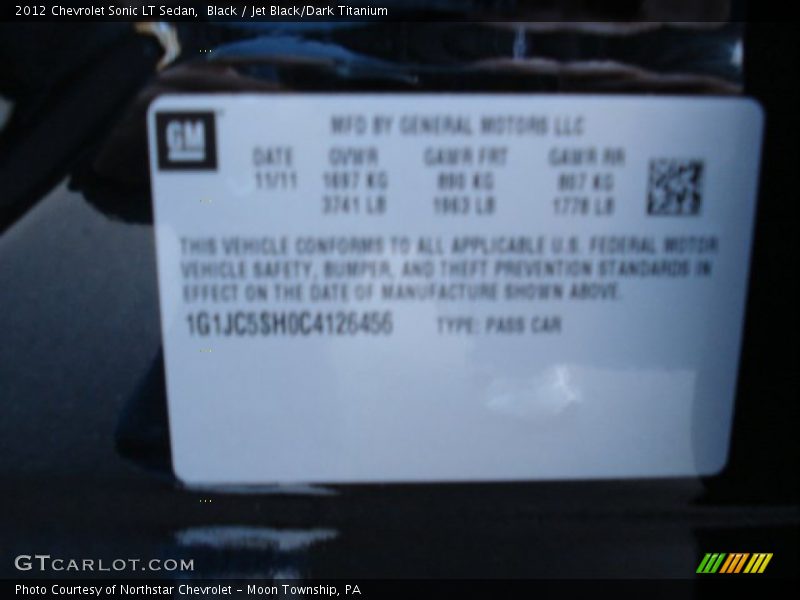 2012 Chevrolet Sonic LT Sedan, Black / Jet Black/Dark Titanium
GM
MFD BY GENERAL MOTORS LLC
DATE GVWR GAWR FRT GAWR RR
11/11 1697 KG 890 KG 807 KG
3741 LB 1963 LB 1778 LB
THIS VEHICLE CONFORMS TO ALL APPLICABLE U.S. FEDERAL MOTOR
VEHICLE SAFETY, BUMPER, AND THEFT PREVENTION STANDARDS IN
EFFECT ON THE DATE OF MANUFACTURE SHOWN ABOVE.
1G1JC5SH0C4126456 TYPE: PASS CAR
GTCARLOT.COM
Photo Courtesy of Northstar Chevrolet - Moon Township, PA